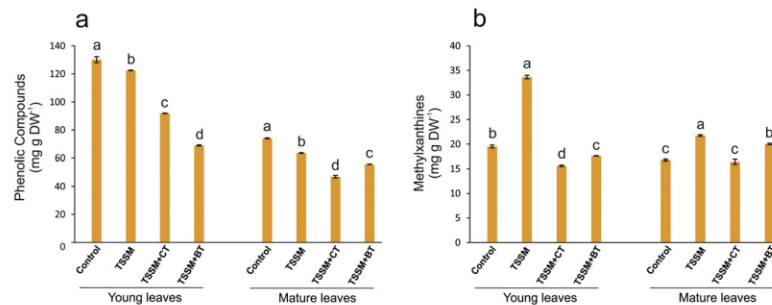 a
Phenolic Compounds
(mg g DW⁻¹)
140
120
100
80
60
40
20
0
a
b
c
d
a
b
d
c
Control
TSSM
TSSM+CT
TSSM+BT
Control
TSSM
TSSM+CT
TSSM+BT
Young leaves
Mature leaves
b
Methylxanthines
(mg g DW⁻¹)
40
35
30
25
20
15
10
5
0
b
a
d
c
c
a
c
b
Control
TSSM
TSSM+CT
TSSM+BT
Control
TSSM
TSSM+CT
TSSM+BT
Young leaves
Mature leaves